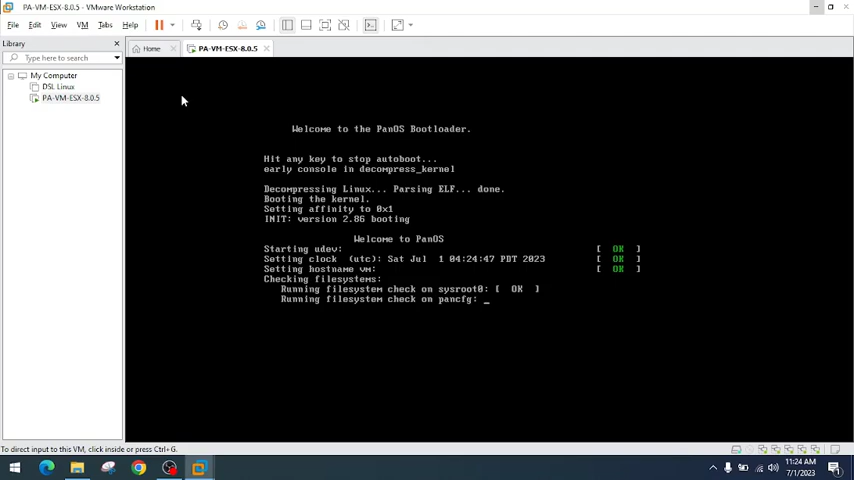 PA-VM-ESX-8.0.5 - VMware Workstation
File Edit View VM Tabs Help
Library
Type here to search
My Computer
DSL Linux
PA-VM-ESX-8.0.5
Home
PA-VM-ESX-8.0.5
Welcome to the PanOS Bootloader.
Hit any key to stop autoboot...
early console in decompress_kernel
Decompressing Linux... Parsing ELF... done.
Booting the kernel.
Setting affinity to 0x1
INIT: version 2.86 booting
Welcome to PanOS
Starting udev: [ OK ]
Setting clock (utc): Sat Jul 1 04:24:47 PDT 2023 [ OK ]
Setting hostname vm: [ OK ]
Checking filesystems:
Running filesystem check on sysroot0: [ OK ]
Running filesystem check on pancfg: _
To direct input to this VM, click inside or press Ctrl+G.
11:24 AM
7/1/2023